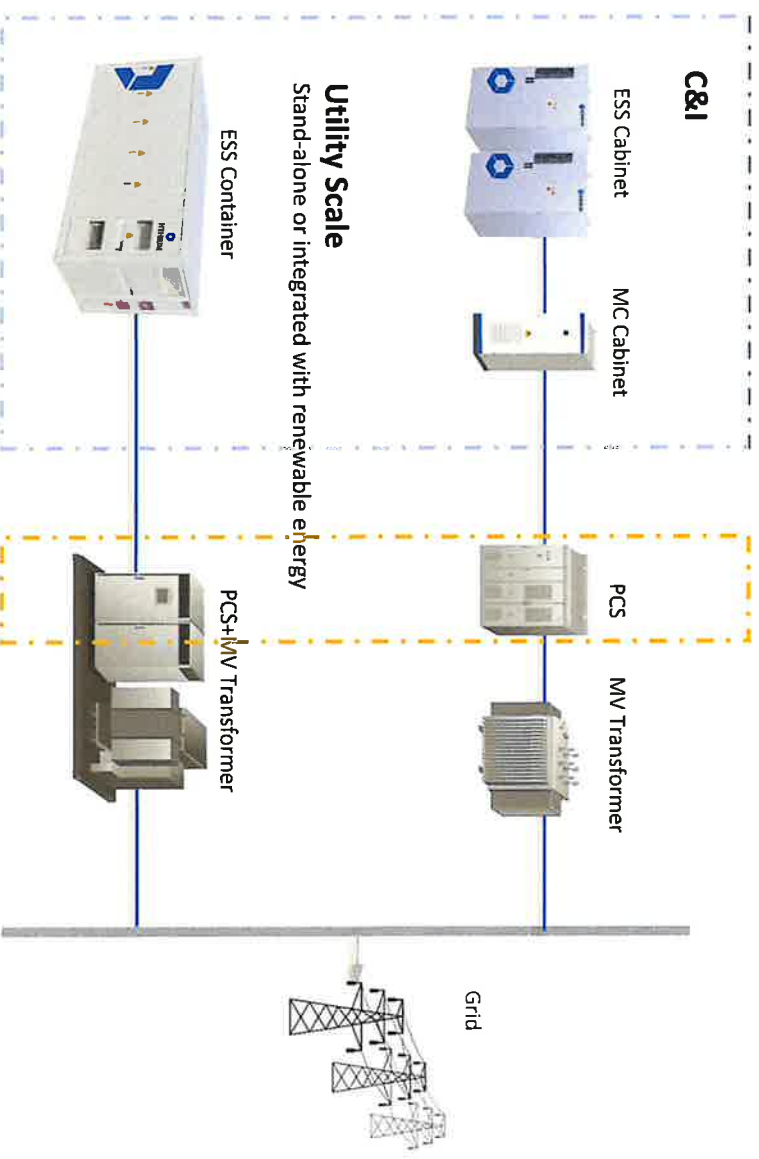 C&I
ESS Cabinet
MC Cabinet
PCS
MV Transformer
Grid
Utility Scale
Stand-alone or integrated with renewable energy
ESS Container
PCS+MV Transformer
HITHIUM